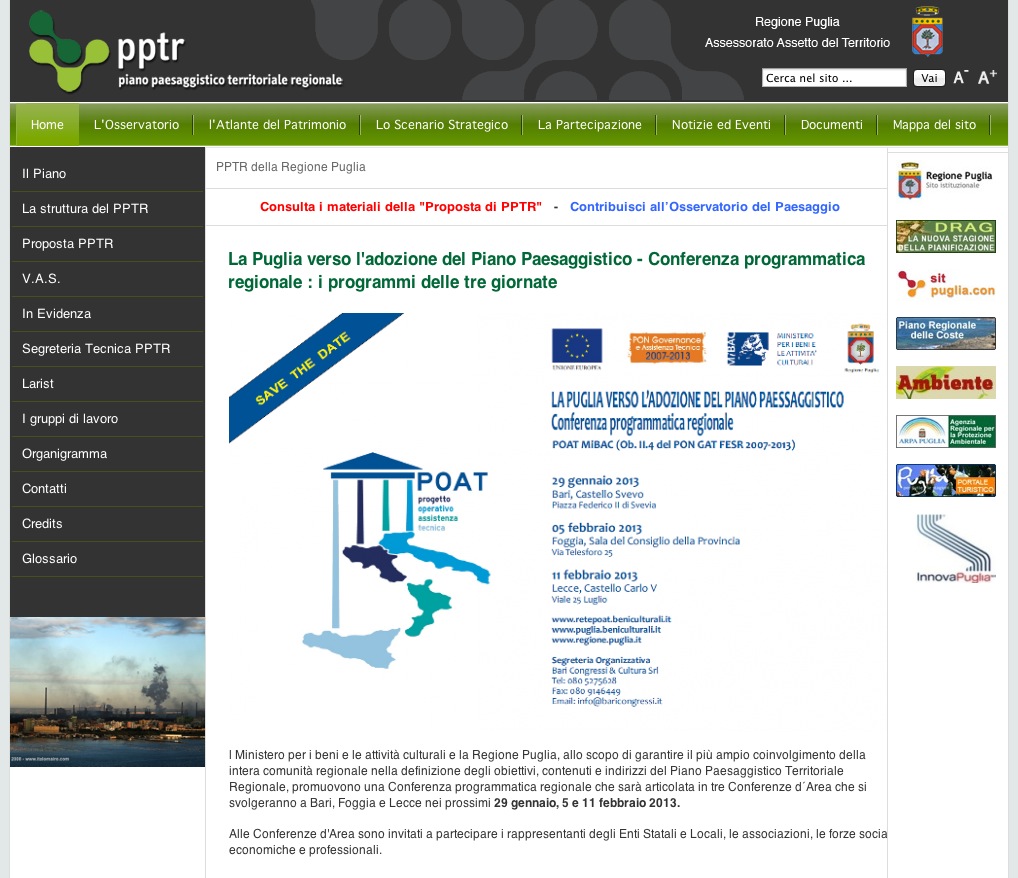 pptr
piano paesaggistico territoriale regionale
Regione Puglia
Assessorato Assetto del Territorio
Cerca nel sito ...
Vai
A-
A+
Home
L'Osservatorio
l'Atlante del Patrimonio
Lo Scenario Strategico
La Partecipazione
Notizie ed Eventi
Documenti
Mappa del sito
Il Piano
La struttura del PPTR
Proposta PPTR
V.A.S.
In Evidenza
Segreteria Tecnica PPTR
Larist
I gruppi di lavoro
Organigramma
Contatti
Credits
Glossario
PPTR della Regione Puglia
Consulta i materiali della "Proposta di PPTR" - Contribuisci all'Osservatorio del Paesaggio
La Puglia verso l'adozione del Piano Paesaggistico - Conferenza programmatica
regionale : i programmi delle tre giornate
SAVE THE DATE
UNIONE EUROPEA
PON Governance
e Assistenza Tecnica
2007-2013
MIBAC
MINISTERO
PER I BENI E
LE ATTIVITA'
CULTURALI
Regione Puglia
LA PUGLIA VERSO L'ADOZIONE DEL PIANO PAESAGGISTICO
Conferenza programmatica regionale
POAT MiBAC (Ob. II.4 del PON GAT FESR 2007-2013)
POAT
progetto
operativo
assistenza
tecnica
29 gennaio 2013
Bari, Castello Svevo
Piazza Federico II di Svevia
05 febbraio 2013
Foggia, Sala del Consiglio della Provincia
Via Telesforo 25
11 febbraio 2013
Lecce, Castello Carlo V
Viale 25 Luglio
www.retepoat.beniculturali.it
www.puglia.beniculturali.it
www.regione.puglia.it
Segreteria Organizzativa
Bari Congressi & Cultura Srl
Tel: 080 5275628
Fax: 080 9146449
Email: info@baricongressi.it
I Ministero per i beni e le attività culturali e la Regione Puglia, allo scopo di garantire il più ampio coinvolgimento della
intera comunità regionale nella definizione degli obiettivi, contenuti e indirizzi del Piano Paesaggistico Territoriale
Regionale, promuovono una Conferenza programmatica regionale che sarà articolata in tre Conferenze d´Area che si
svolgeranno a Bari, Foggia e Lecce nei prossimi 29 gennaio, 5 e 11 febbraio 2013.
Alle Conferenze d'Area sono invitati a partecipare i rappresentanti degli Enti Statali e Locali, le associazioni, le forze socia
economiche e professionali.
Regione Puglia
Sito istituzionale
DRAG
LA NUOVA STAGIONE
DELLA PIANIFICAZIONE
sit
puglia.con
Piano Regionale
delle Coste
Ambiente
ARPA PUGLIA
Agenzia
Regionale per
la Protezione
Ambientale
Puglia
PORTALE
TURISTICO
InnovaPuglia